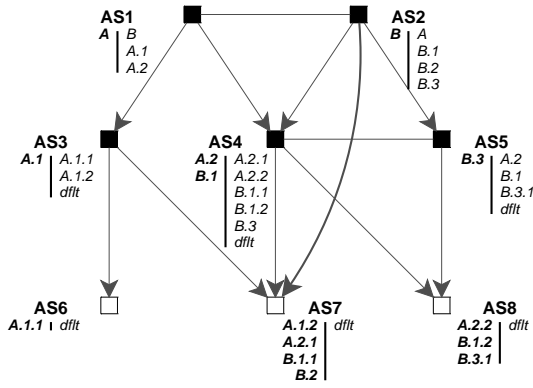 AS1
A B
A.1
A.2
AS2
B A
B.1
B.2
B.3
AS3
A.1 A.1.1
A.1.2
dflt
AS4
A.2 A.2.1
B.1 A.2.2
B.1.1
B.1.2
B.3
dflt
AS5
B.3 A.2
B.1
B.3.1
dflt
AS6
A.1.1 dflt
AS7
A.1.2 dflt
A.2.1
B.1.1
B.2
AS8
A.2.2 dflt
B.1.2
B.3.1